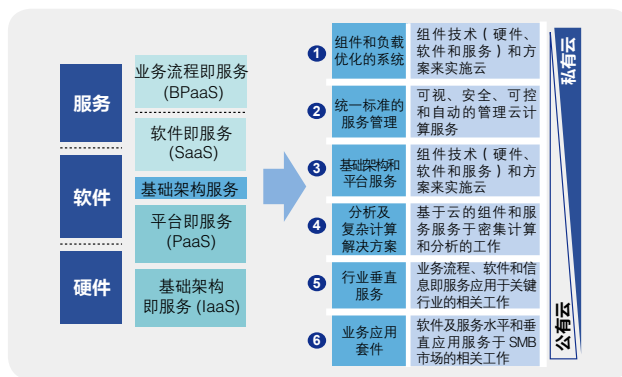 服务
软件
硬件
业务流程即服务
(BPaaS)
软件即服务
(SaaS)
基础架构服务
平台即服务
(PaaS)
基础架构
即服务 (IaaS)
1
组件和负载
优化的系统
组件技术（硬件、
软件和服务）和方
案来实施云
2
统一标准的
服务管理
可视、安全、可控
和自动的管理云计
算服务
3
基础架构和
平台服务
组件技术（硬件、
软件和服务）和方
案来实施云
4
分析及
复杂计算
解决方案
基于云的组件和服
务服务于密集计算
和分析的工作
5
行业垂直
服务
业务流程、软件和信
息即服务应用于关键
行业的相关工作
6
业务应用
套件
软件及服务水平和垂
直应用服务于 SMB
市场的相关工作
私有云
公有云